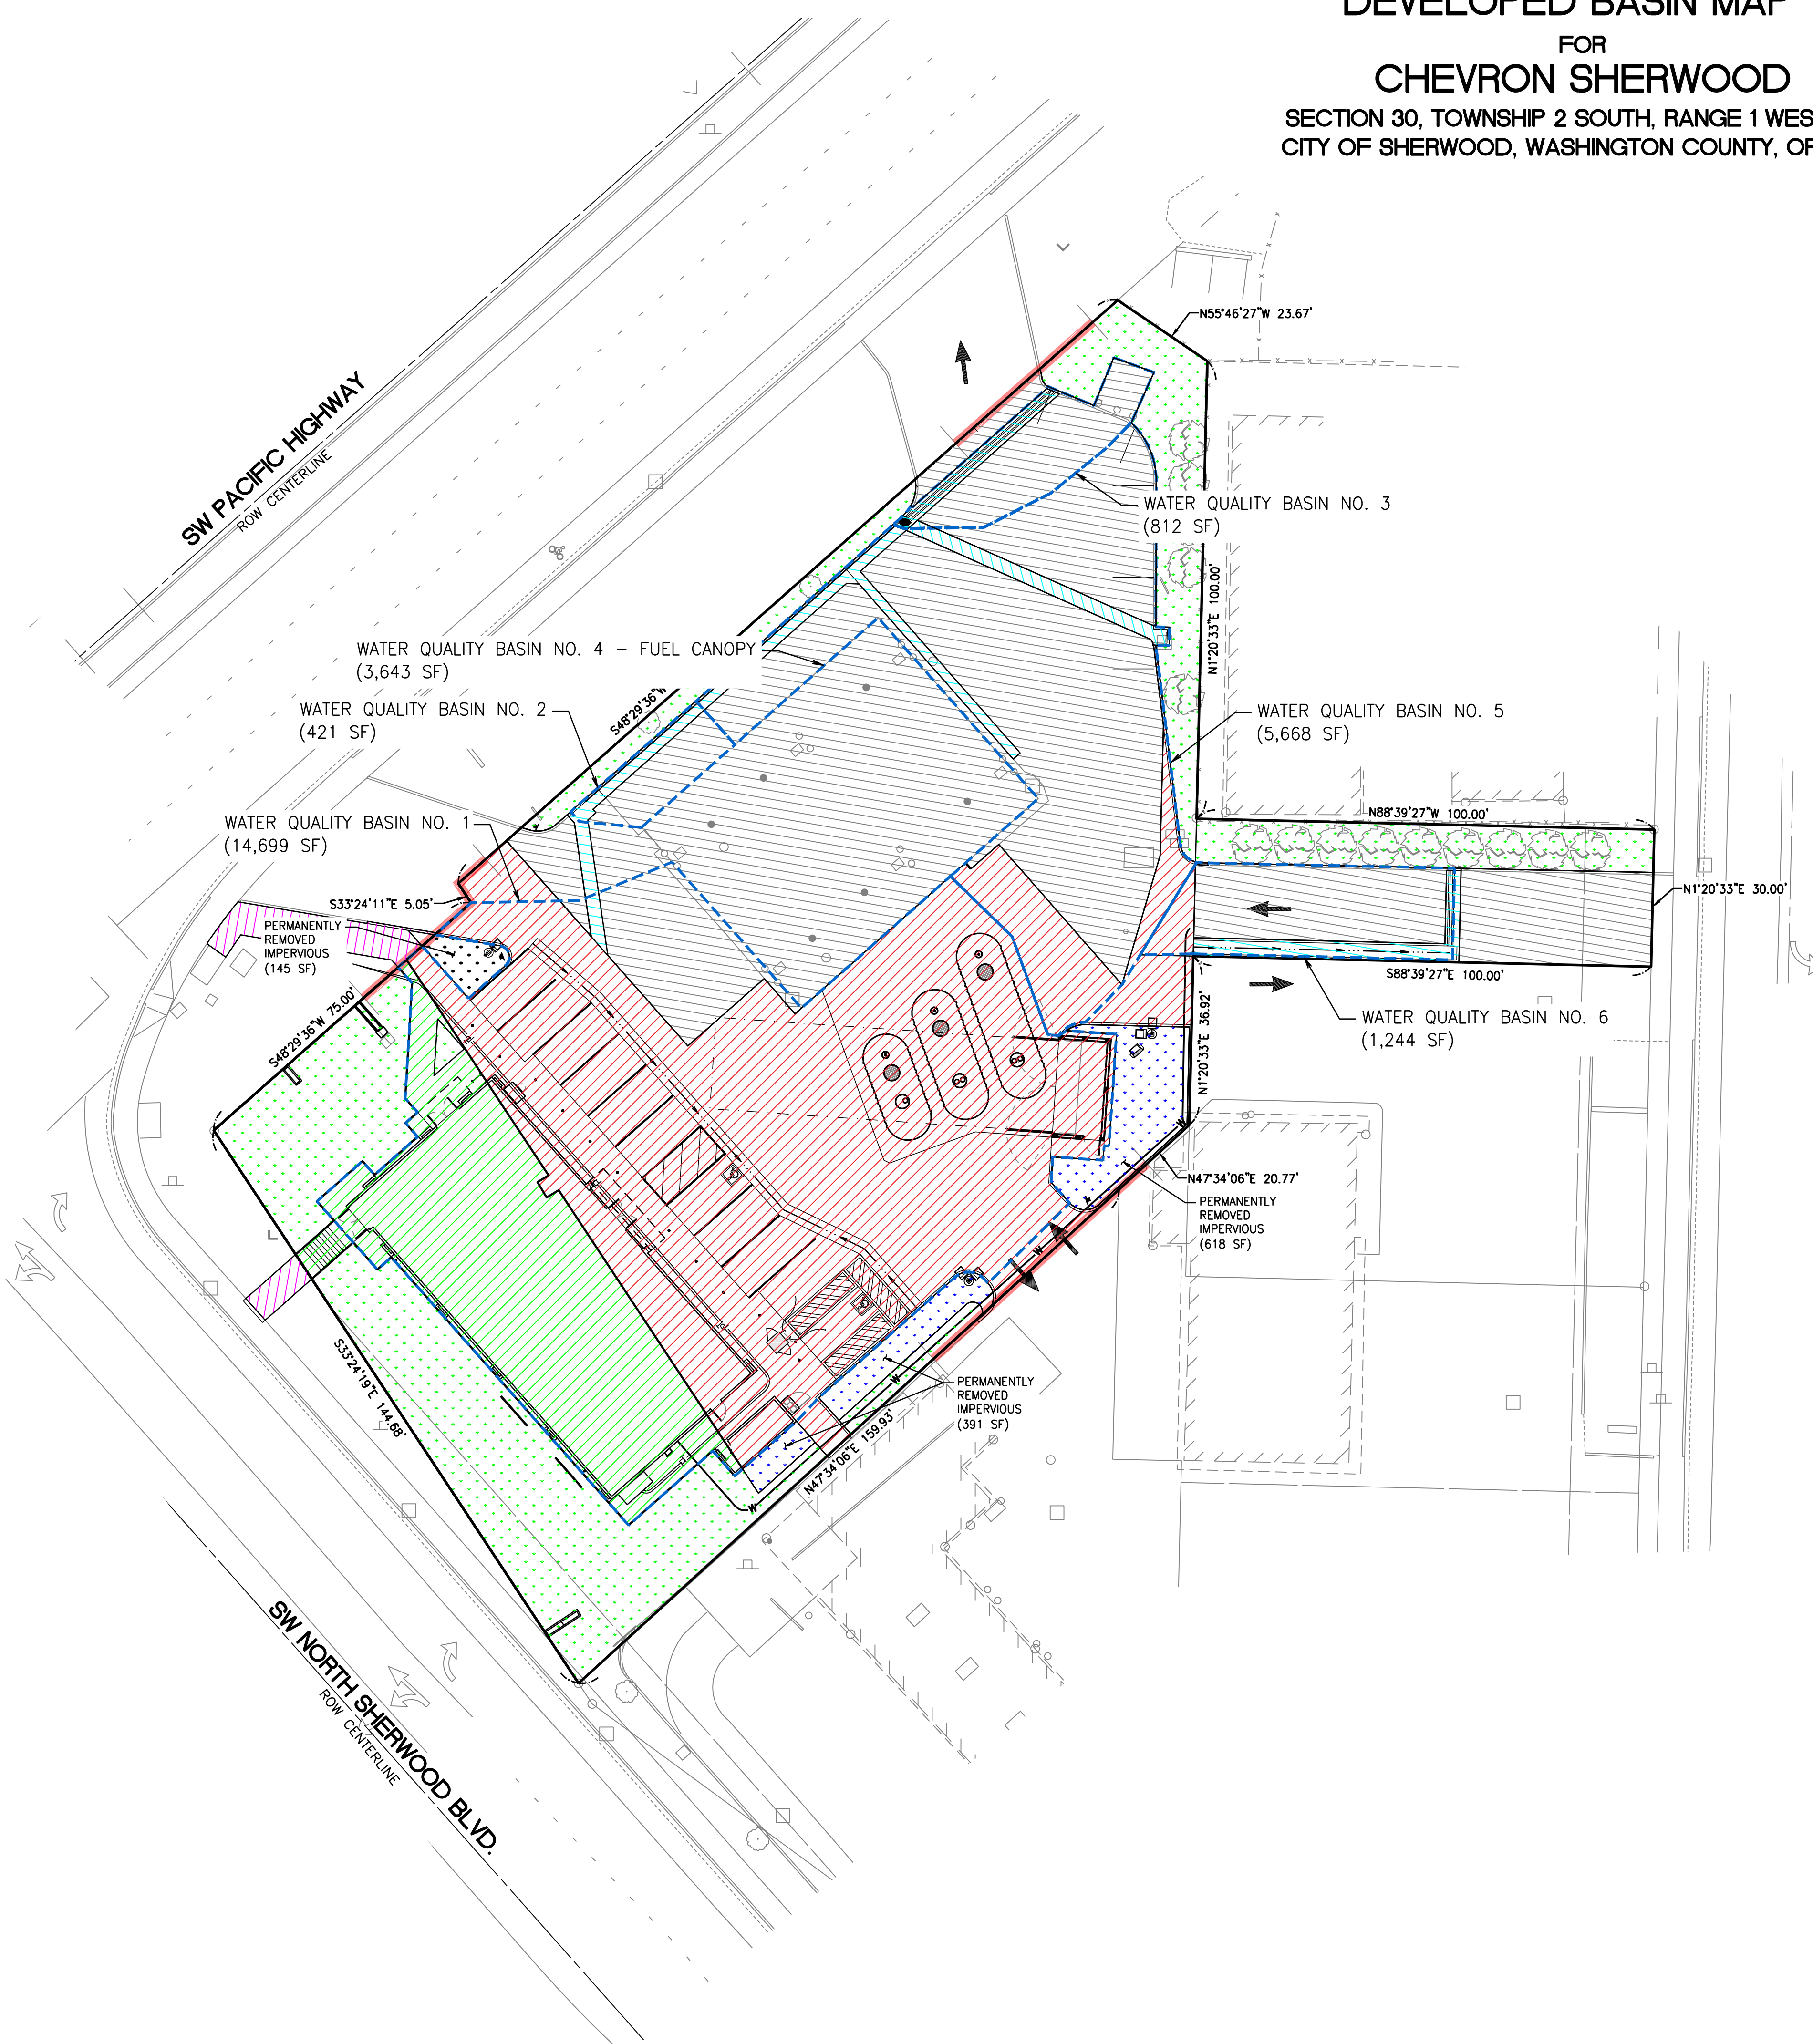 DEVELOPED BASIN MAP
FOR
CHEVRON SHERWOOD
SECTION 30, TOWNSHIP 2 SOUTH, RANGE 1 WES
CITY OF SHERWOOD, WASHINGTON COUNTY,
N55°46'27"W 23.67'
SW PACIFIC HIGHWAY
ROW CENTERLINE
WATER QUALITY BASIN NO. 3
(812 SF)
N1°20'33"E 100.00'
WATER QUALITY BASIN NO. 4 – FUEL CANOPY
(3,643 SF)
S48°29'36"W
WATER QUALITY BASIN NO. 2
(421 SF)
WATER QUALITY BASIN NO. 5
(5,668 SF)
WATER QUALITY BASIN NO. 1
(14,699 SF)
N88°39'27"W 100.00'
N1°20'33"E 30.00'
S33°24'11"E 5.05'
PERMANENTLY
REMOVED
IMPERVIOUS
(145 SF)
S88°39'27"E 100.00'
S48°29'36"W 75.00'
WATER QUALITY BASIN NO. 6
(1,244 SF)
N1°20'33"E 36.92'
N47°34'06"E 20.77'
PERMANENTLY
REMOVED
IMPERVIOUS
(618 SF)
W
W
W
S33°24'19"E 144.68'
PERMANENTLY
REMOVED
IMPERVIOUS
(391 SF)
N47°34'06"E 159.93'
W
SW NORTH SHERWOOD BLVD.
ROW CENTERLINE